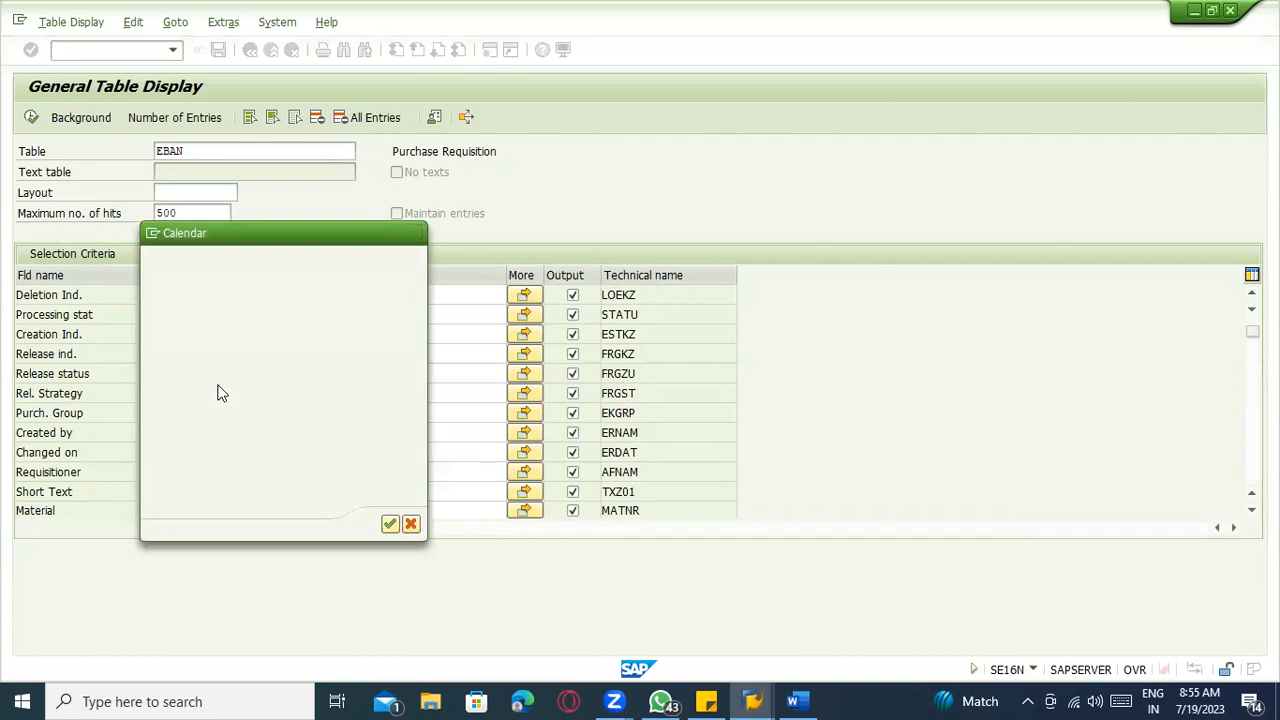 Table Display Edit Goto Extras System Help
General Table Display
Background Number of Entries All Entries
Table EBAN Purchase Requisition
Text table No texts
Layout
Maximum no. of hits 500 Maintain entries
Calendar
Selection Criteria
Fld name More Output Technical name
Deletion Ind. LOEKZ
Processing stat STATU
Creation Ind. ESTKZ
Release ind. FRGKZ
Release status FRGZU
Rel. Strategy FRGST
Purch. Group EKGRP
Created by ERNAM
Changed on ERDAT
Requisitioner AFNAM
Short Text TXZ01
Material MATNR
SAP SE16N SAPSERVER OVR
Type here to search 1 43 Match ENG 8:55 AM
IN 7/19/2023 14